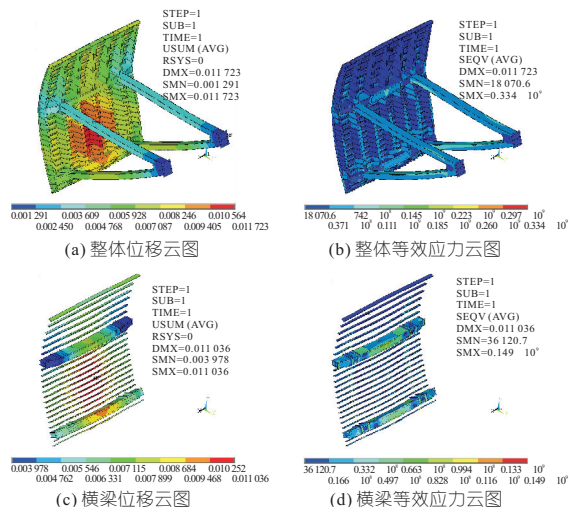 STEP=1
SUB=1
TIME=1
USUM (AVG)
RSYS=0
DMX=0.011 723
SMN=0.001 291
SMX=0.011 723
0.001 291 0.003 609 0.005 928 0.008 246 0.010 564
0.002 450 0.004 768 0.007 087 0.009 405 0.011 723
(a) 整体位移云图
STEP=1
SUB=1
TIME=1
SEQV (AVG)
DMX=0.011 723
SMN=18 070.6
SMX=0.334 10⁹
18 070.6 742 10⁸ 0.145 10⁹ 0.223 10⁹ 0.297 10⁹
0.371 10⁸ 0.111 10⁹ 0.185 10⁹ 0.260 10⁹ 0.334 10⁹
(b) 整体等效应力云图
STEP=1
SUB=1
TIME=1
USUM (AVG)
RSYS=0
DMX=0.011 036
SMN=0.003 978
SMX=0.011 036
0.003 978 0.005 546 0.007 115 0.008 684 0.010 252
0.004 762 0.006 331 0.007 899 0.009 468 0.011 036
(c) 横梁位移云图
STEP=1
SUB=1
TIME=1
SEQV (AVG)
DMX=0.011 036
SMN=36 120.7
SMX=0.149 10⁹
36 120.7 0.332 10⁸ 0.663 10⁸ 0.994 10⁸ 0.133 10⁹
0.166 10⁸ 0.497 10⁸ 0.828 10⁸ 0.116 10⁹ 0.149 10⁹
(d) 横梁等效应力云图